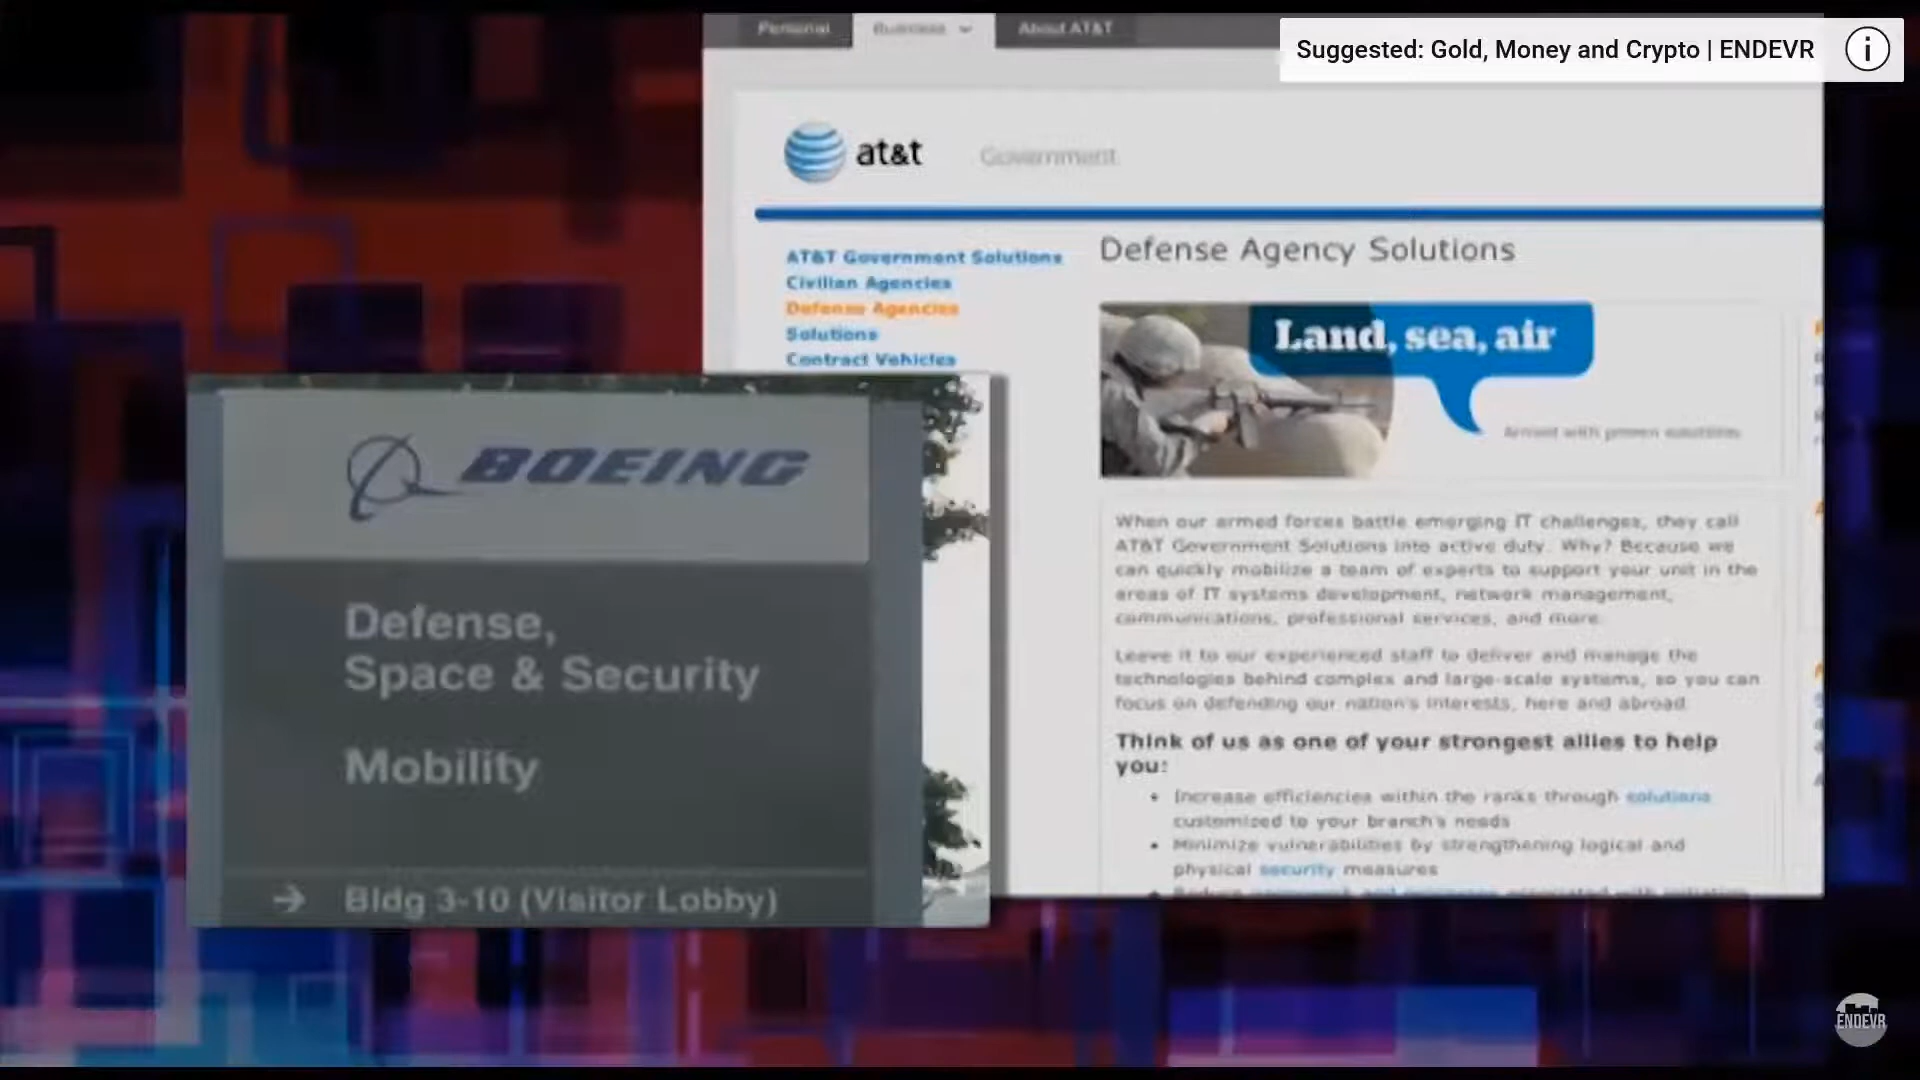 Personal
Business
About AT&T
Suggested: Gold, Money and Crypto | ENDEVR
at&t
Government
AT&T Government Solutions
Civilian Agencies
Defense Agencies
Solutions
Contract Vehicles
Defense Agency Solutions
Land, sea, air
Armed with proven solutions
When our armed forces battle emerging IT challenges, they call
AT&T Government Solutions into active duty. Why? Because we
can quickly mobilize a team of experts to support your unit in the
areas of IT systems development, network management,
communications, professional services, and more.
Leave it to our experienced staff to deliver and manage the
technologies behind complex and large-scale systems, so you can
focus on defending our nation's interests, here and abroad.
Think of us as one of your strongest allies to help
you:
• Increase efficiencies within the ranks through solutions
customized to your branch's needs
• Minimize vulnerabilities by strengthening logical and
physical security measures
BOEING
Defense,
Space & Security
Mobility
→ Bldg 3-10 (Visitor Lobby)
ENDEVR